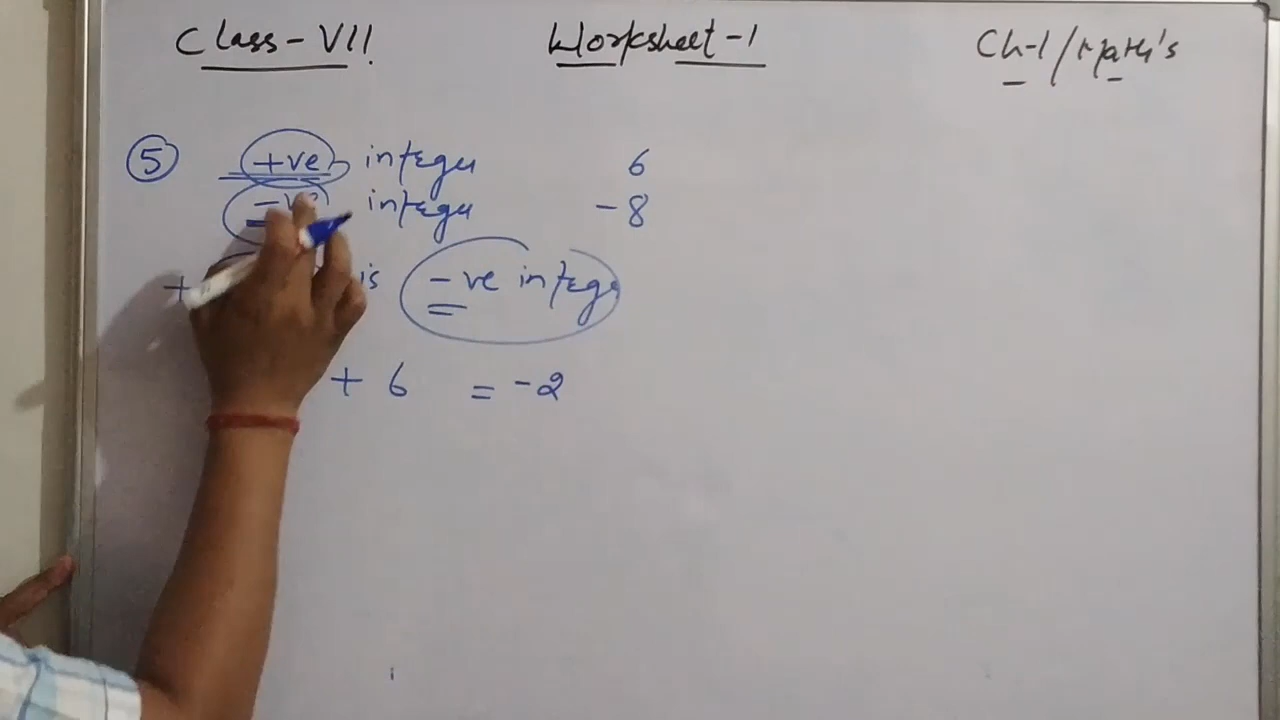 Class-VII
Worksheet-1
Ch-1/Math's
5 +ve integer 6
-ve integer -8
+ is -ve integer
+ 6 = -2